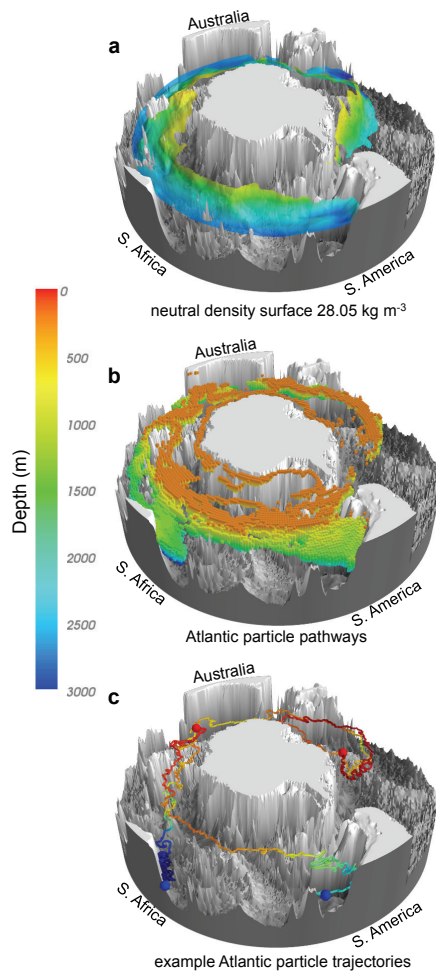 Australia
a
S. Africa
S. America
neutral density surface 28.05 kg m-3
0
500
1000
1500
2000
2500
3000
Depth (m)
Australia
b
S. Africa
S. America
Atlantic particle pathways
c
Australia
S. Africa
S. America
example Atlantic particle trajectories